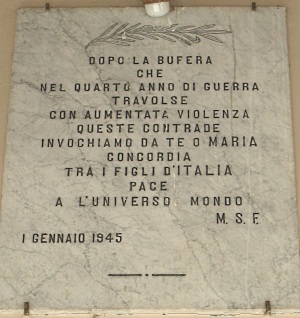 DOPO LA BUFERA
CHE
NEL QUARTO ANNO DI GUERRA
TRAVOLSE
CON AUMENTATA VIOLENZA
QUESTE CONTRADE
INVOCHIAMO DA TE O MARIA
CONCORDIA
TRA I FIGLI D'ITALIA
PACE
A L'UNIVERSO MONDO
M. S. F.
1 GENNAIO 1945